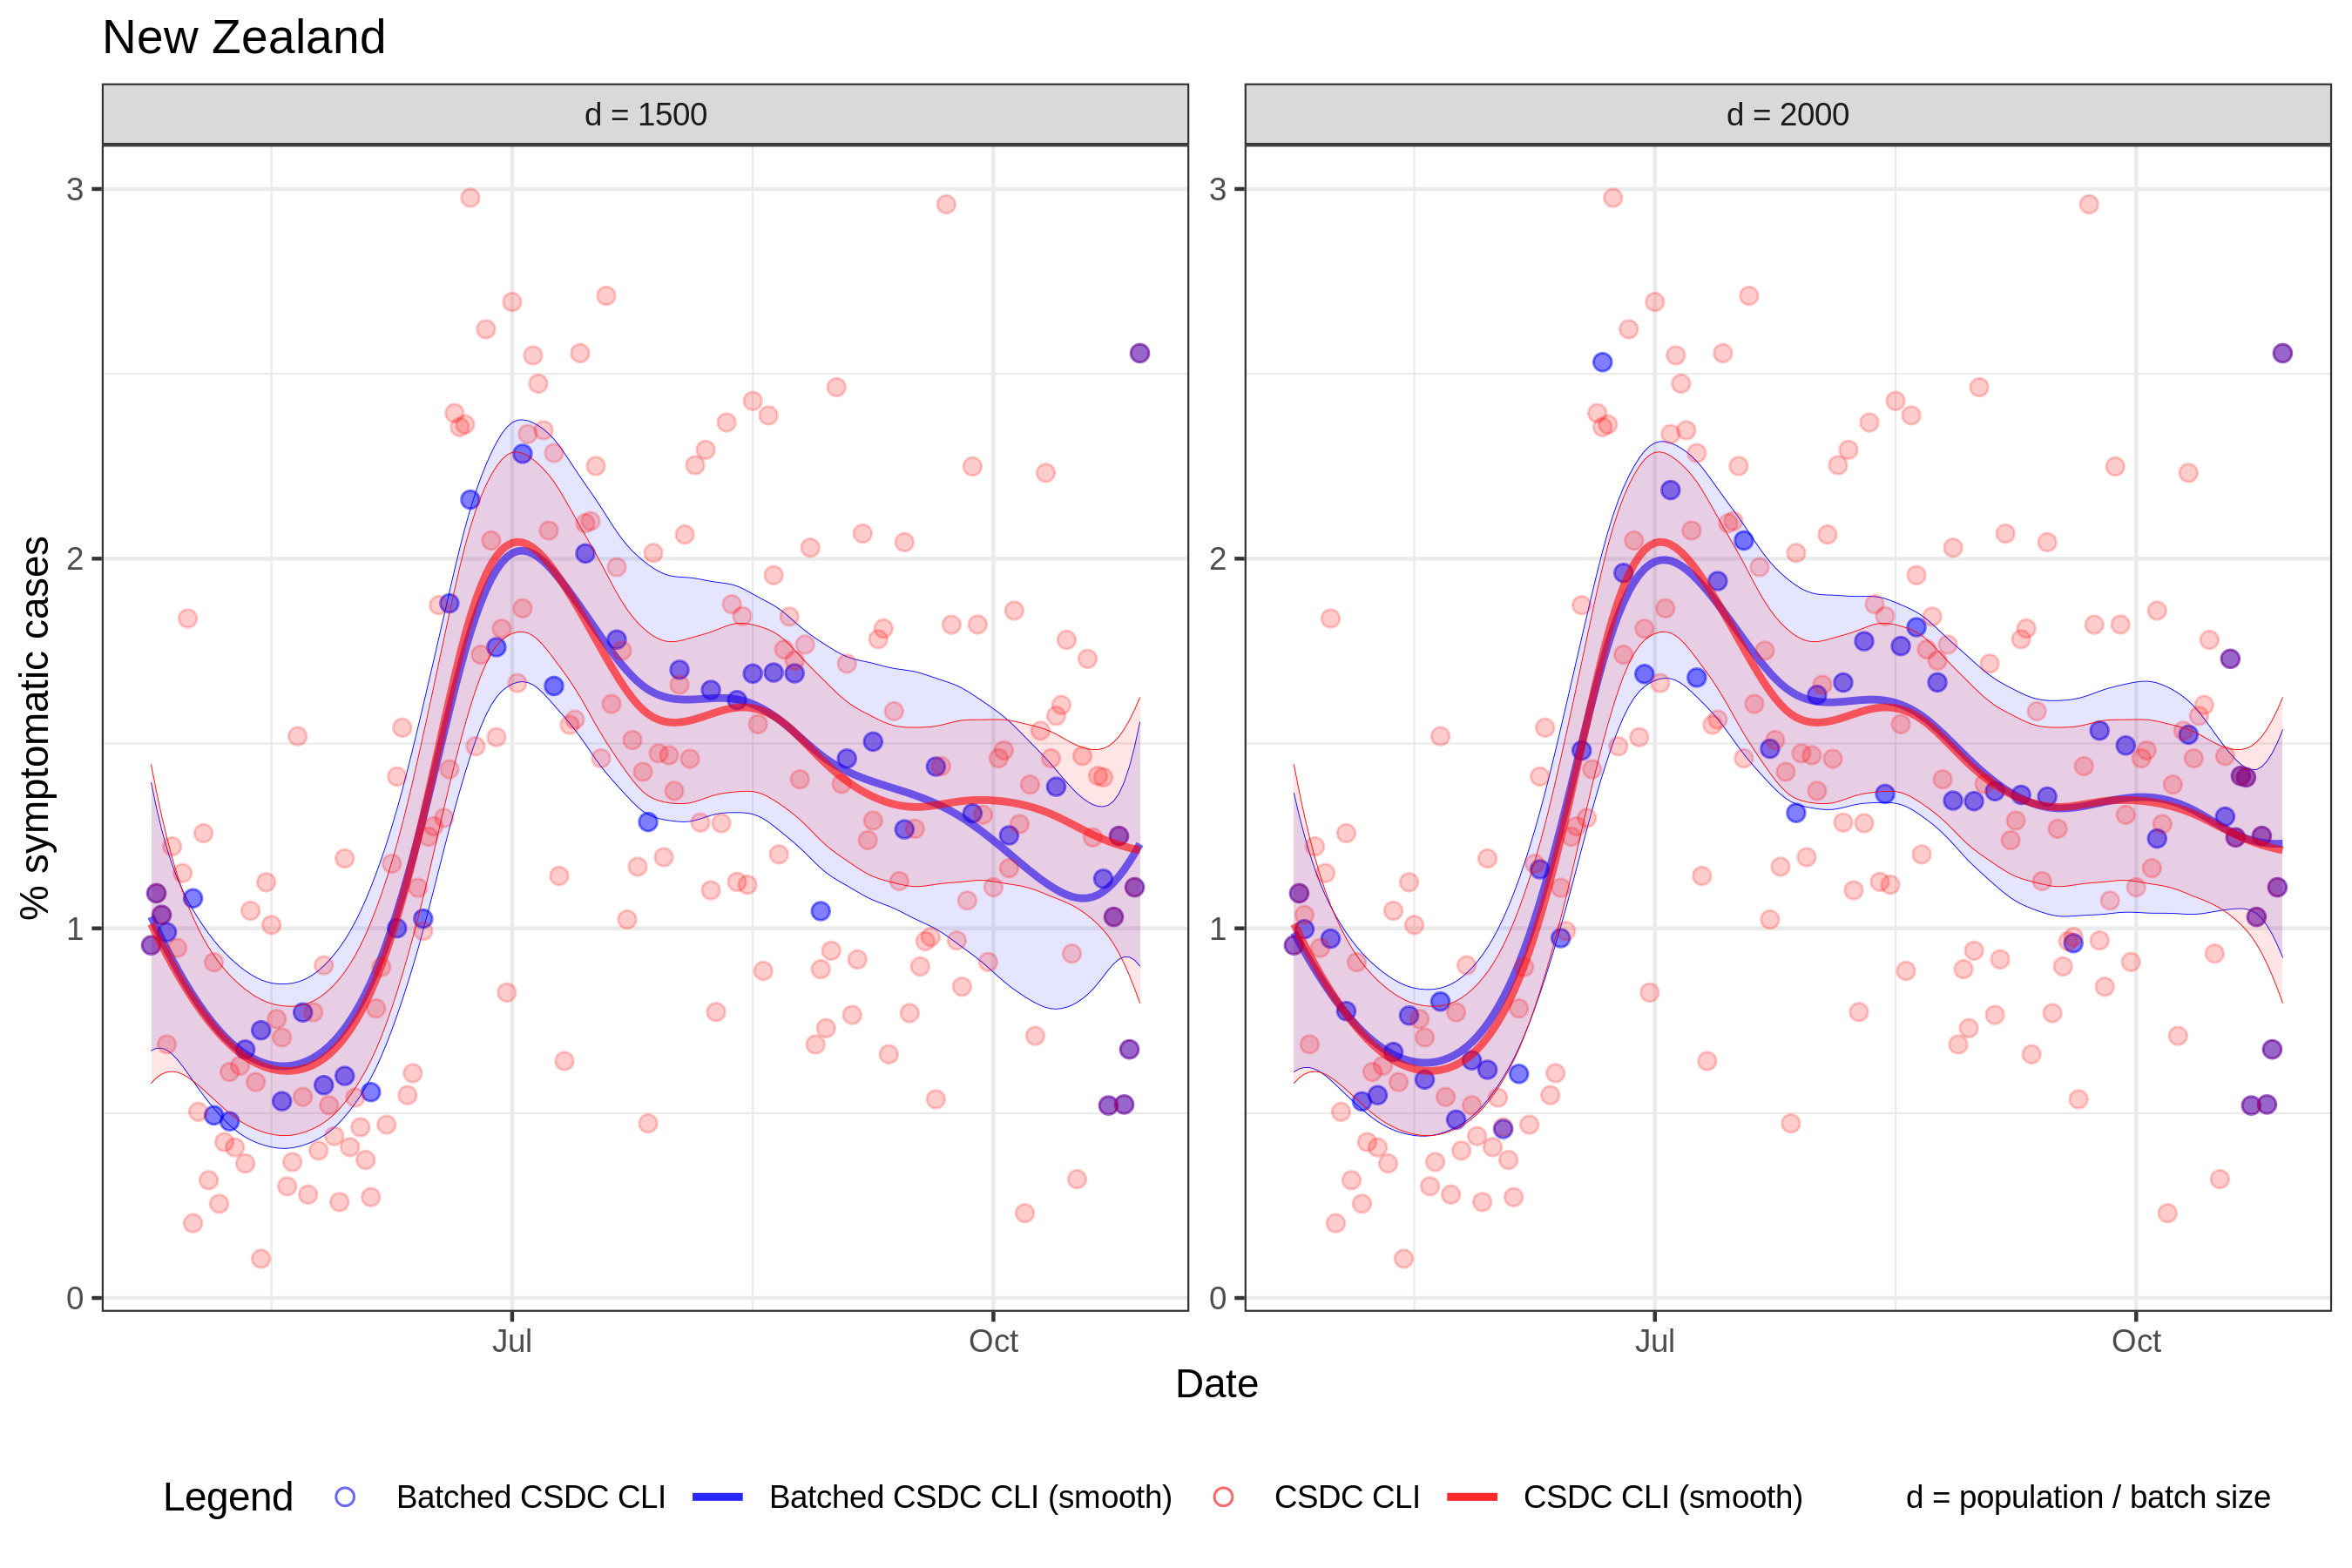 New Zealand
d = 1500
d = 2000
% symptomatic cases
3
2
1
0
3
2
1
0
Jul
Oct
Jul
Oct
Date
Legend
Batched CSDC CLI
Batched CSDC CLI (smooth)
CSDC CLI
CSDC CLI (smooth)
d = population / batch size